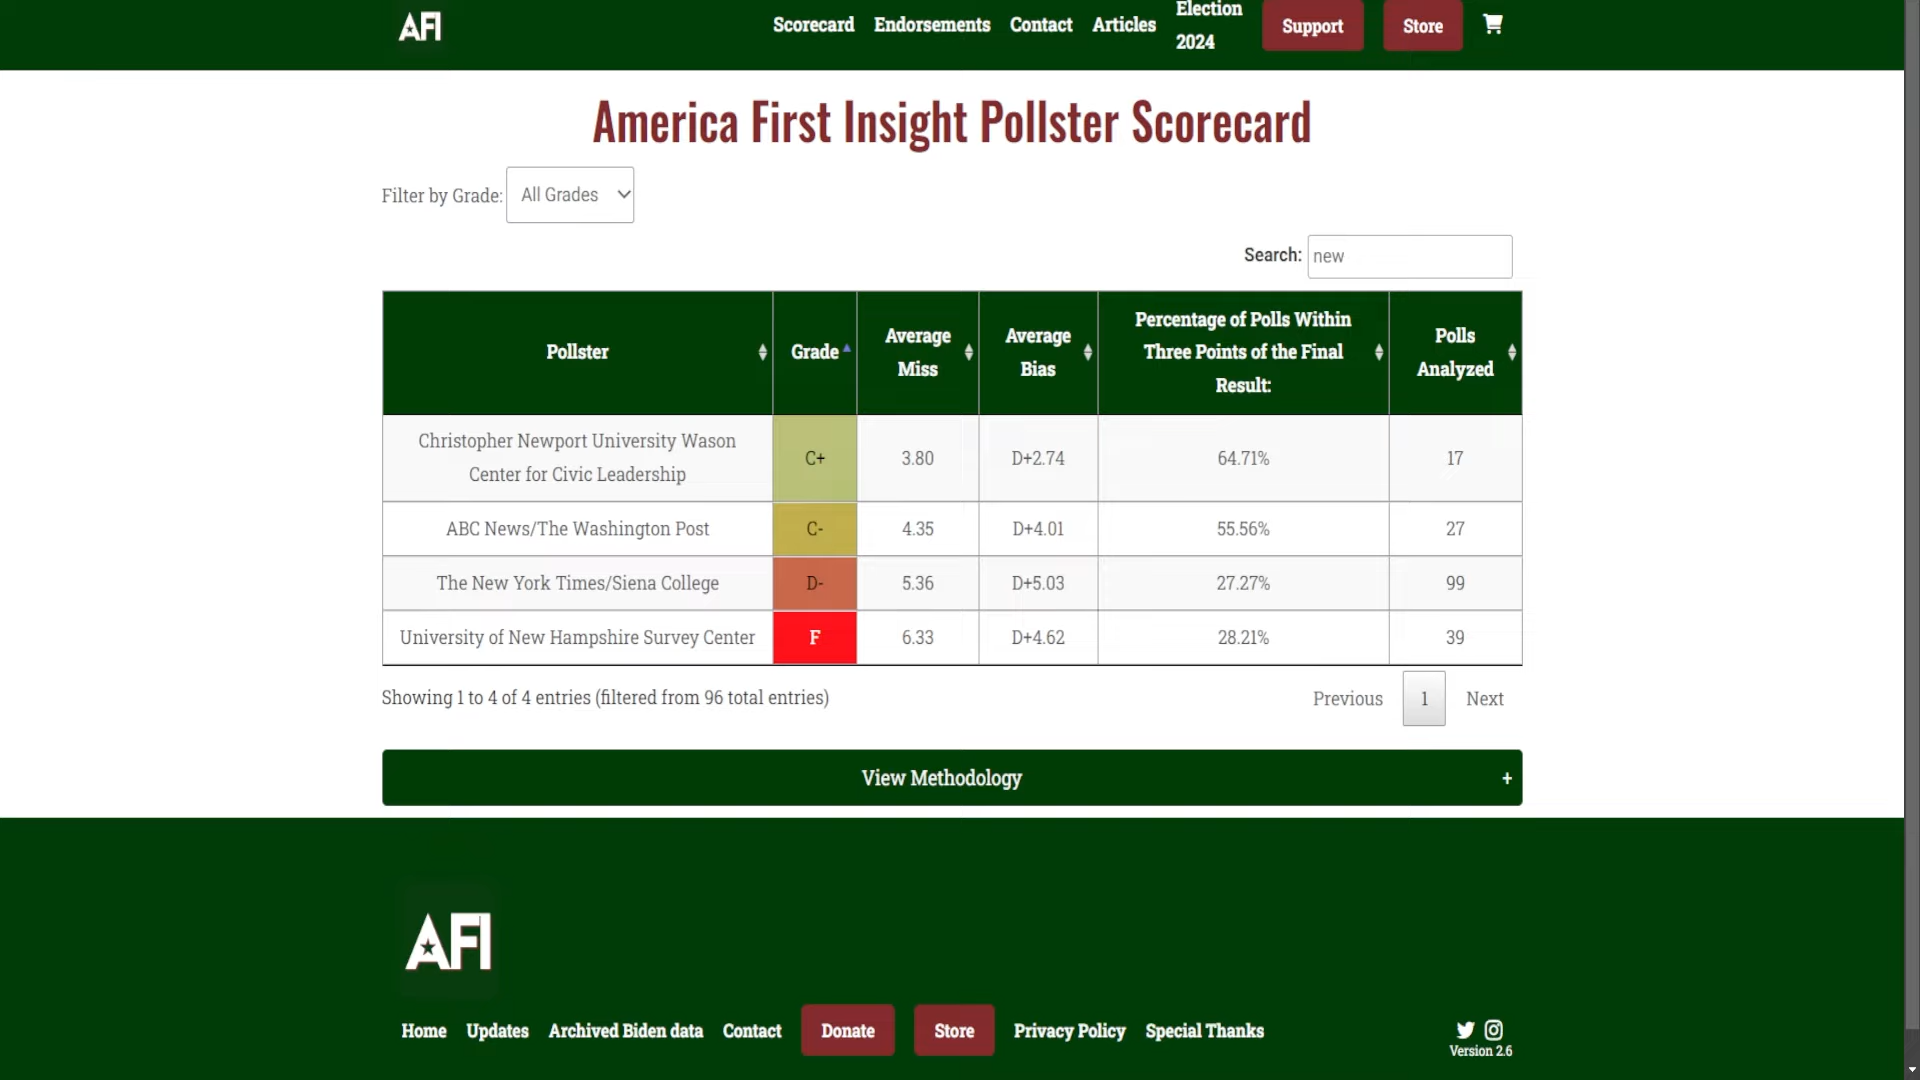 AFI
Scorecard Endorsements Contact Articles Election 2024 Support Store
America First Insight Pollster Scorecard
Filter by Grade: All Grades
Search: new
Pollster Grade Average Miss Average Bias Percentage of Polls Within Three Points of the Final Result: Polls Analyzed
Christopher Newport University Wason Center for Civic Leadership C+ 3.80 D+2.74 64.71% 17
ABC News/The Washington Post C- 4.35 D+4.01 55.56% 27
The New York Times/Siena College D- 5.36 D+5.03 27.27% 99
University of New Hampshire Survey Center F 6.33 D+4.62 28.21% 39
Showing 1 to 4 of 4 entries (filtered from 96 total entries) Previous 1 Next
View Methodology +
AFI
Home Updates Archived Biden data Contact Donate Store Privacy Policy Special Thanks
Version 2.6